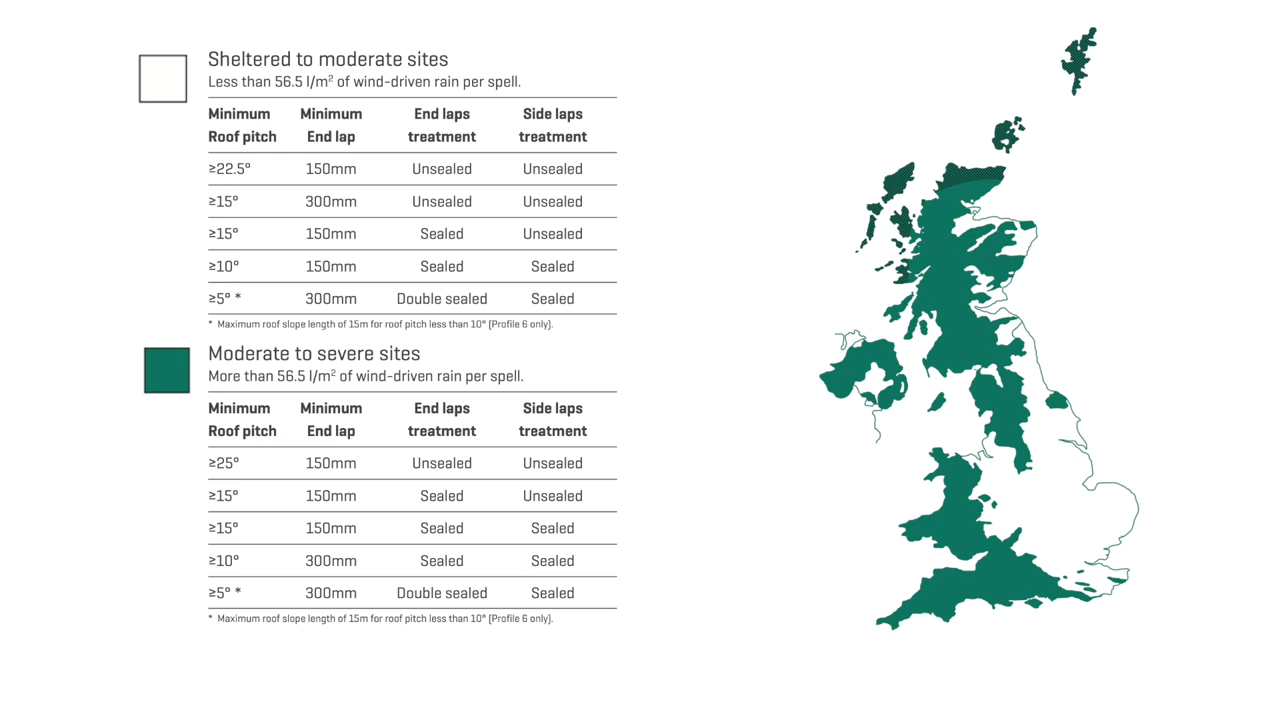 Sheltered to moderate sites
Less than 56.5 l/m² of wind-driven rain per spell.
Minimum Roof pitch Minimum End lap End laps treatment Side laps treatment
≥22.5° 150mm Unsealed Unsealed
≥15° 300mm Unsealed Unsealed
≥15° 150mm Sealed Unsealed
≥10° 150mm Sealed Sealed
≥5° * 300mm Double sealed Sealed
* Maximum roof slope length of 15m for roof pitch less than 10° (Profile 6 only).
Moderate to severe sites
More than 56.5 l/m² of wind-driven rain per spell.
Minimum Roof pitch Minimum End lap End laps treatment Side laps treatment
≥25° 150mm Unsealed Unsealed
≥15° 150mm Sealed Unsealed
≥15° 150mm Sealed Sealed
≥10° 300mm Sealed Sealed
≥5° * 300mm Double sealed Sealed
* Maximum roof slope length of 15m for roof pitch less than 10° (Profile 6 only).